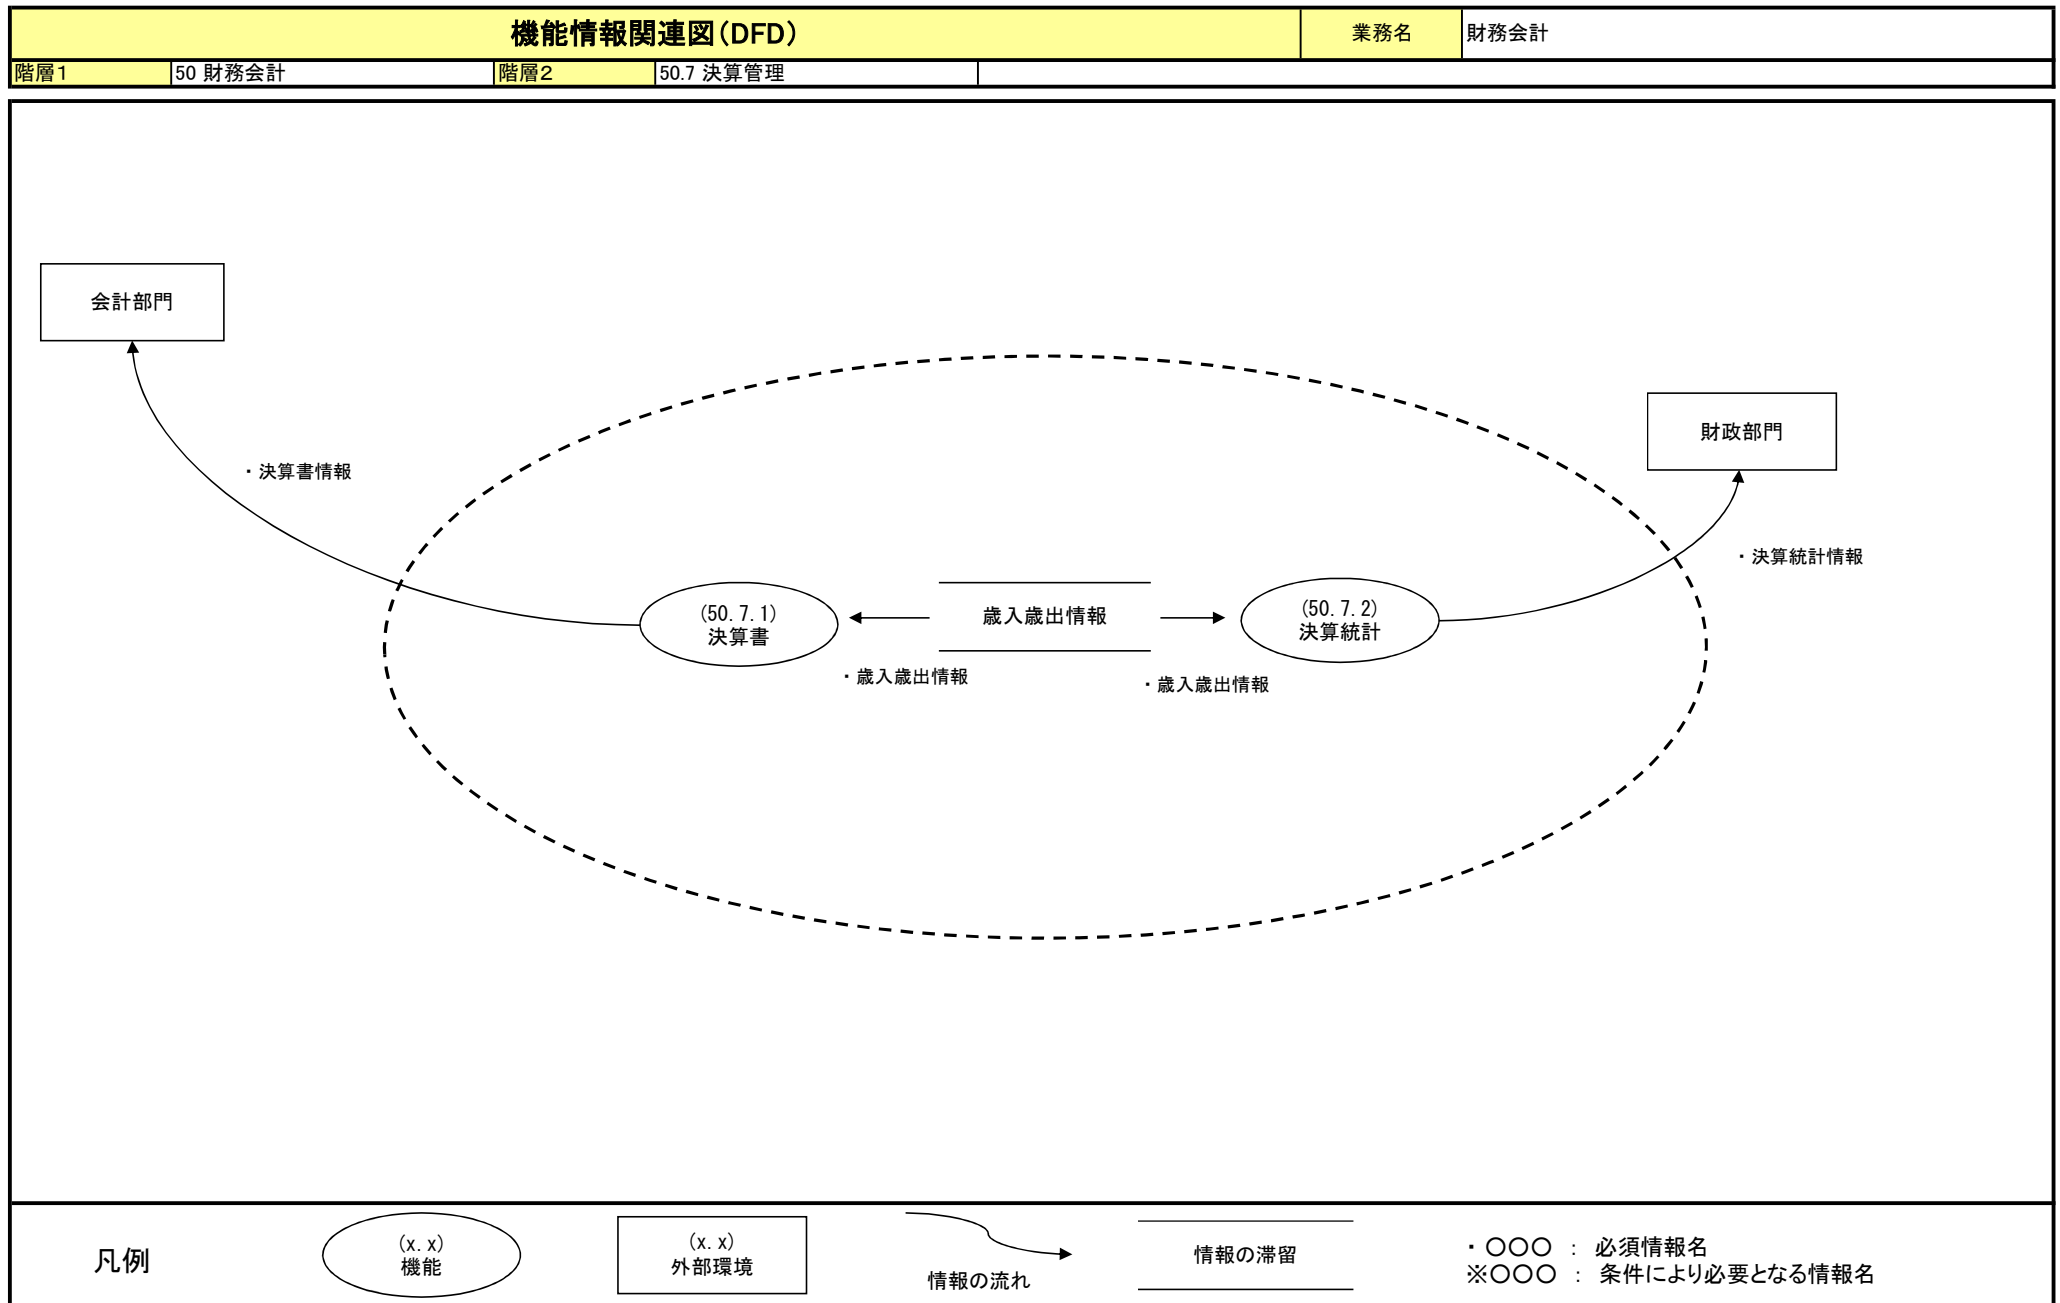 機能情報関連図(DFD)
業務名
財務会計
階層1
50 財務会計
階層2
50.7 決算管理
会計部門
財政部門
・決算書情報
・決算統計情報
(50.7.1)
決算書
歳入歳出情報
(50.7.2)
決算統計
・歳入歳出情報
・歳入歳出情報
凡例
(x.x)
機能
(x.x)
外部環境
情報の流れ
情報の滞留
・○○○ : 必須情報名
※○○○ : 条件により必要となる情報名